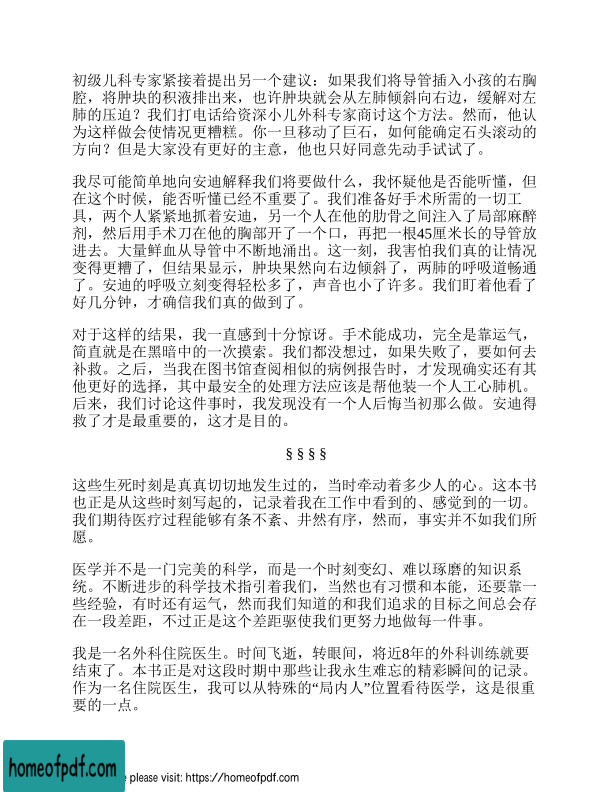 初级儿科专家紧接着提出另一个建议：如果我们将导管插入小孩的右胸
腔，将肿块的积液排出来，也许肿块就会从左肺倾斜向右边，缓解对左
肺的压迫？我们打电话给资深小儿外科专家商讨这个方法。然而，他认
为这样做会使情况更糟糕。你一旦移动了巨石，如何能确定石头滚动的
方向？但是大家没有更好的主意，他也只好同意先动手试试了。
我尽可能简单地向安迪解释我们将要做什么，我怀疑他是否能听懂，但
在这个时候，能否听懂已经不重要了。我们准备好手术所需的一切工
具，两个人紧紧地抓着安迪，另一个人在他的肋骨之间注入了局部麻醉
剂，然后用手术刀在他的胸部开了一个口，再把一根45厘米长的导管放
进去。大量鲜血从导管中不断地涌出。这一刻，我害怕我们真的让情况
变得更糟了，但结果显示，肿块果然向右边倾斜了，两肺的呼吸道畅通
了。安迪的呼吸立刻变得轻松多了，声音也小了许多。我们盯着他看了
好几分钟，才确信我们真的做到了。
对于这样的结果，我一直感到十分惊讶。手术能成功，完全是靠运气，
简直就是在黑暗中的一次摸索。我们都没想过，如果失败了，要如何去
补救。之后，当我在图书馆查阅相似的病例报告时，才发现确实还有其
他更好的选择，其中最安全的处理方法应该是帮他装一个人工心肺机。
后来，我们讨论这件事时，我发现没有一个人后悔当初那么做。安迪得
救了才是最重要的，这才是目的。
§ § § §
这些生死时刻是真真切切地发生过的，当时牵动着多少人的心。这本书
也正是从这些时刻写起的，记录着我在工作中看到的、感觉到的一切。
我们期待医疗过程能够有条不紊、井然有序，然而，事实并不如我们所
愿。
医学并不是一门完美的科学，而是一个时刻变幻、难以琢磨的知识系
统。不断进步的科学技术指引着我们，当然也有习惯和本能，还要靠一
些经验，有时还有运气，然而我们知道的和我们追求的目标之间总会存
在一段差距，不过正是这个差距驱使我们更努力地做每一件事。
我是一名外科住院医生。时间飞逝，转眼间，将近8年的外科训练就要
结束了。本书正是对这段时期中那些让我永生难忘的精彩瞬间的记录。
作为一名住院医生，我可以从特殊的“局内人”位置看待医学，这是很重
要的一点。
homeofpdf.com
e please visit: https://homeofpdf.com